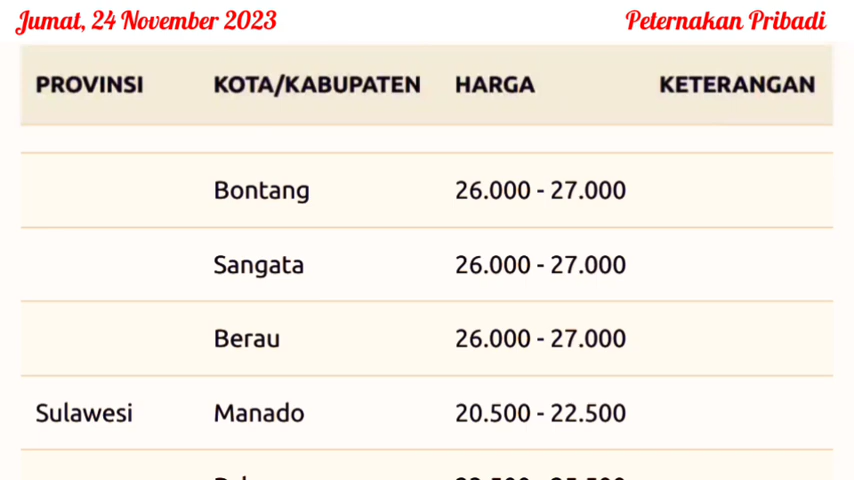 Jumat, 24 November 2023 Peternakan Pribadi
PROVINSI KOTA/KABUPATEN HARGA KETERANGAN
Bontang 26.000 - 27.000
Sangata 26.000 - 27.000
Berau 26.000 - 27.000
Sulawesi Manado 20.500 - 22.500